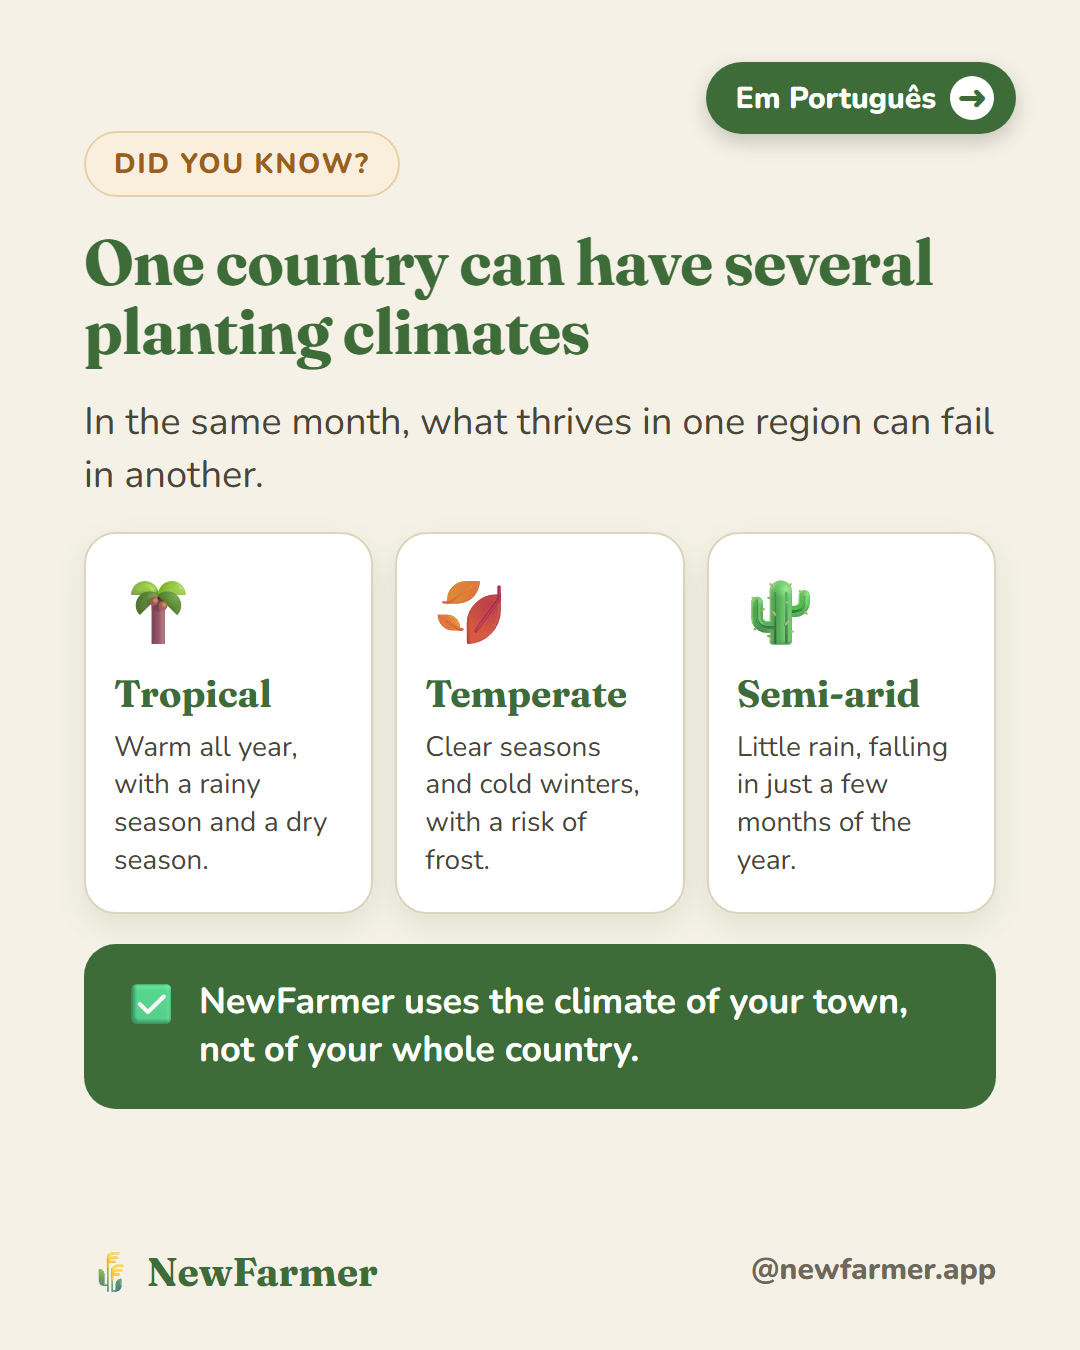 Em Português
DID YOU KNOW?
One country can have several
planting climates
In the same month, what thrives in one region can fail
in another.
Tropical
Warm all year,
with a rainy
season and a dry
season.
Temperate
Clear seasons
and cold winters,
with a risk of
frost.
Semi-arid
Little rain, falling
in just a few
months of the
year.
NewFarmer uses the climate of your town,
not of your whole country.
NewFarmer
@newfarmer.app